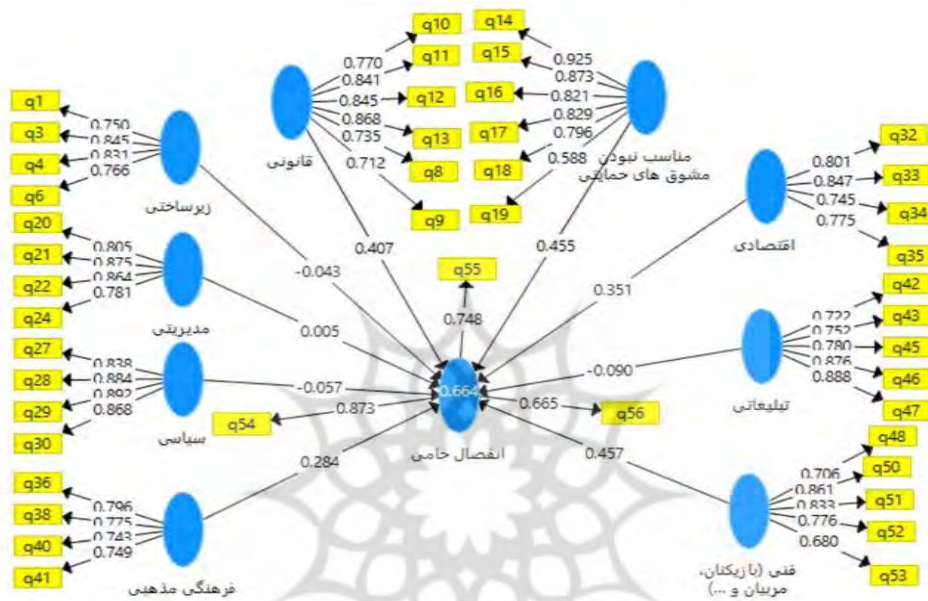 q10
q11
q12
q13
q8
q9
0.770
0.841
0.845
0.868
0.735
0.712
قانونی
0.407
q14
q15
q16
q17
q18
q19
0.925
0.873
0.821
0.829
0.796
0.588
مناسب نبودن
مشوق های حمایتی
0.455
q1
q3
q4
q6
0.750
0.845
0.831
0.766
زیرساختی
-0.043
q20
q21
q22
q24
0.805
0.875
0.864
0.781
مدیریتی
0.005
q27
q28
q29
q30
0.838
0.884
0.892
0.868
سیاسی
-0.057
q36
q38
q40
q41
0.796
0.775
0.743
0.749
فرهنگی مذهبی
0.284
q32
q33
q34
q35
0.801
0.847
0.745
0.775
اقتصادی
0.351
q42
q43
q45
q46
q47
0.722
0.752
0.780
0.876
0.888
تبلیغاتی
-0.090
q48
q50
q51
q52
q53
0.706
0.861
0.833
0.776
0.680
فنی (بازیکنان،
مربیان و ...)
0.457
q55
0.748
0.664
q54
0.873
q56
0.665
انفصال حامی